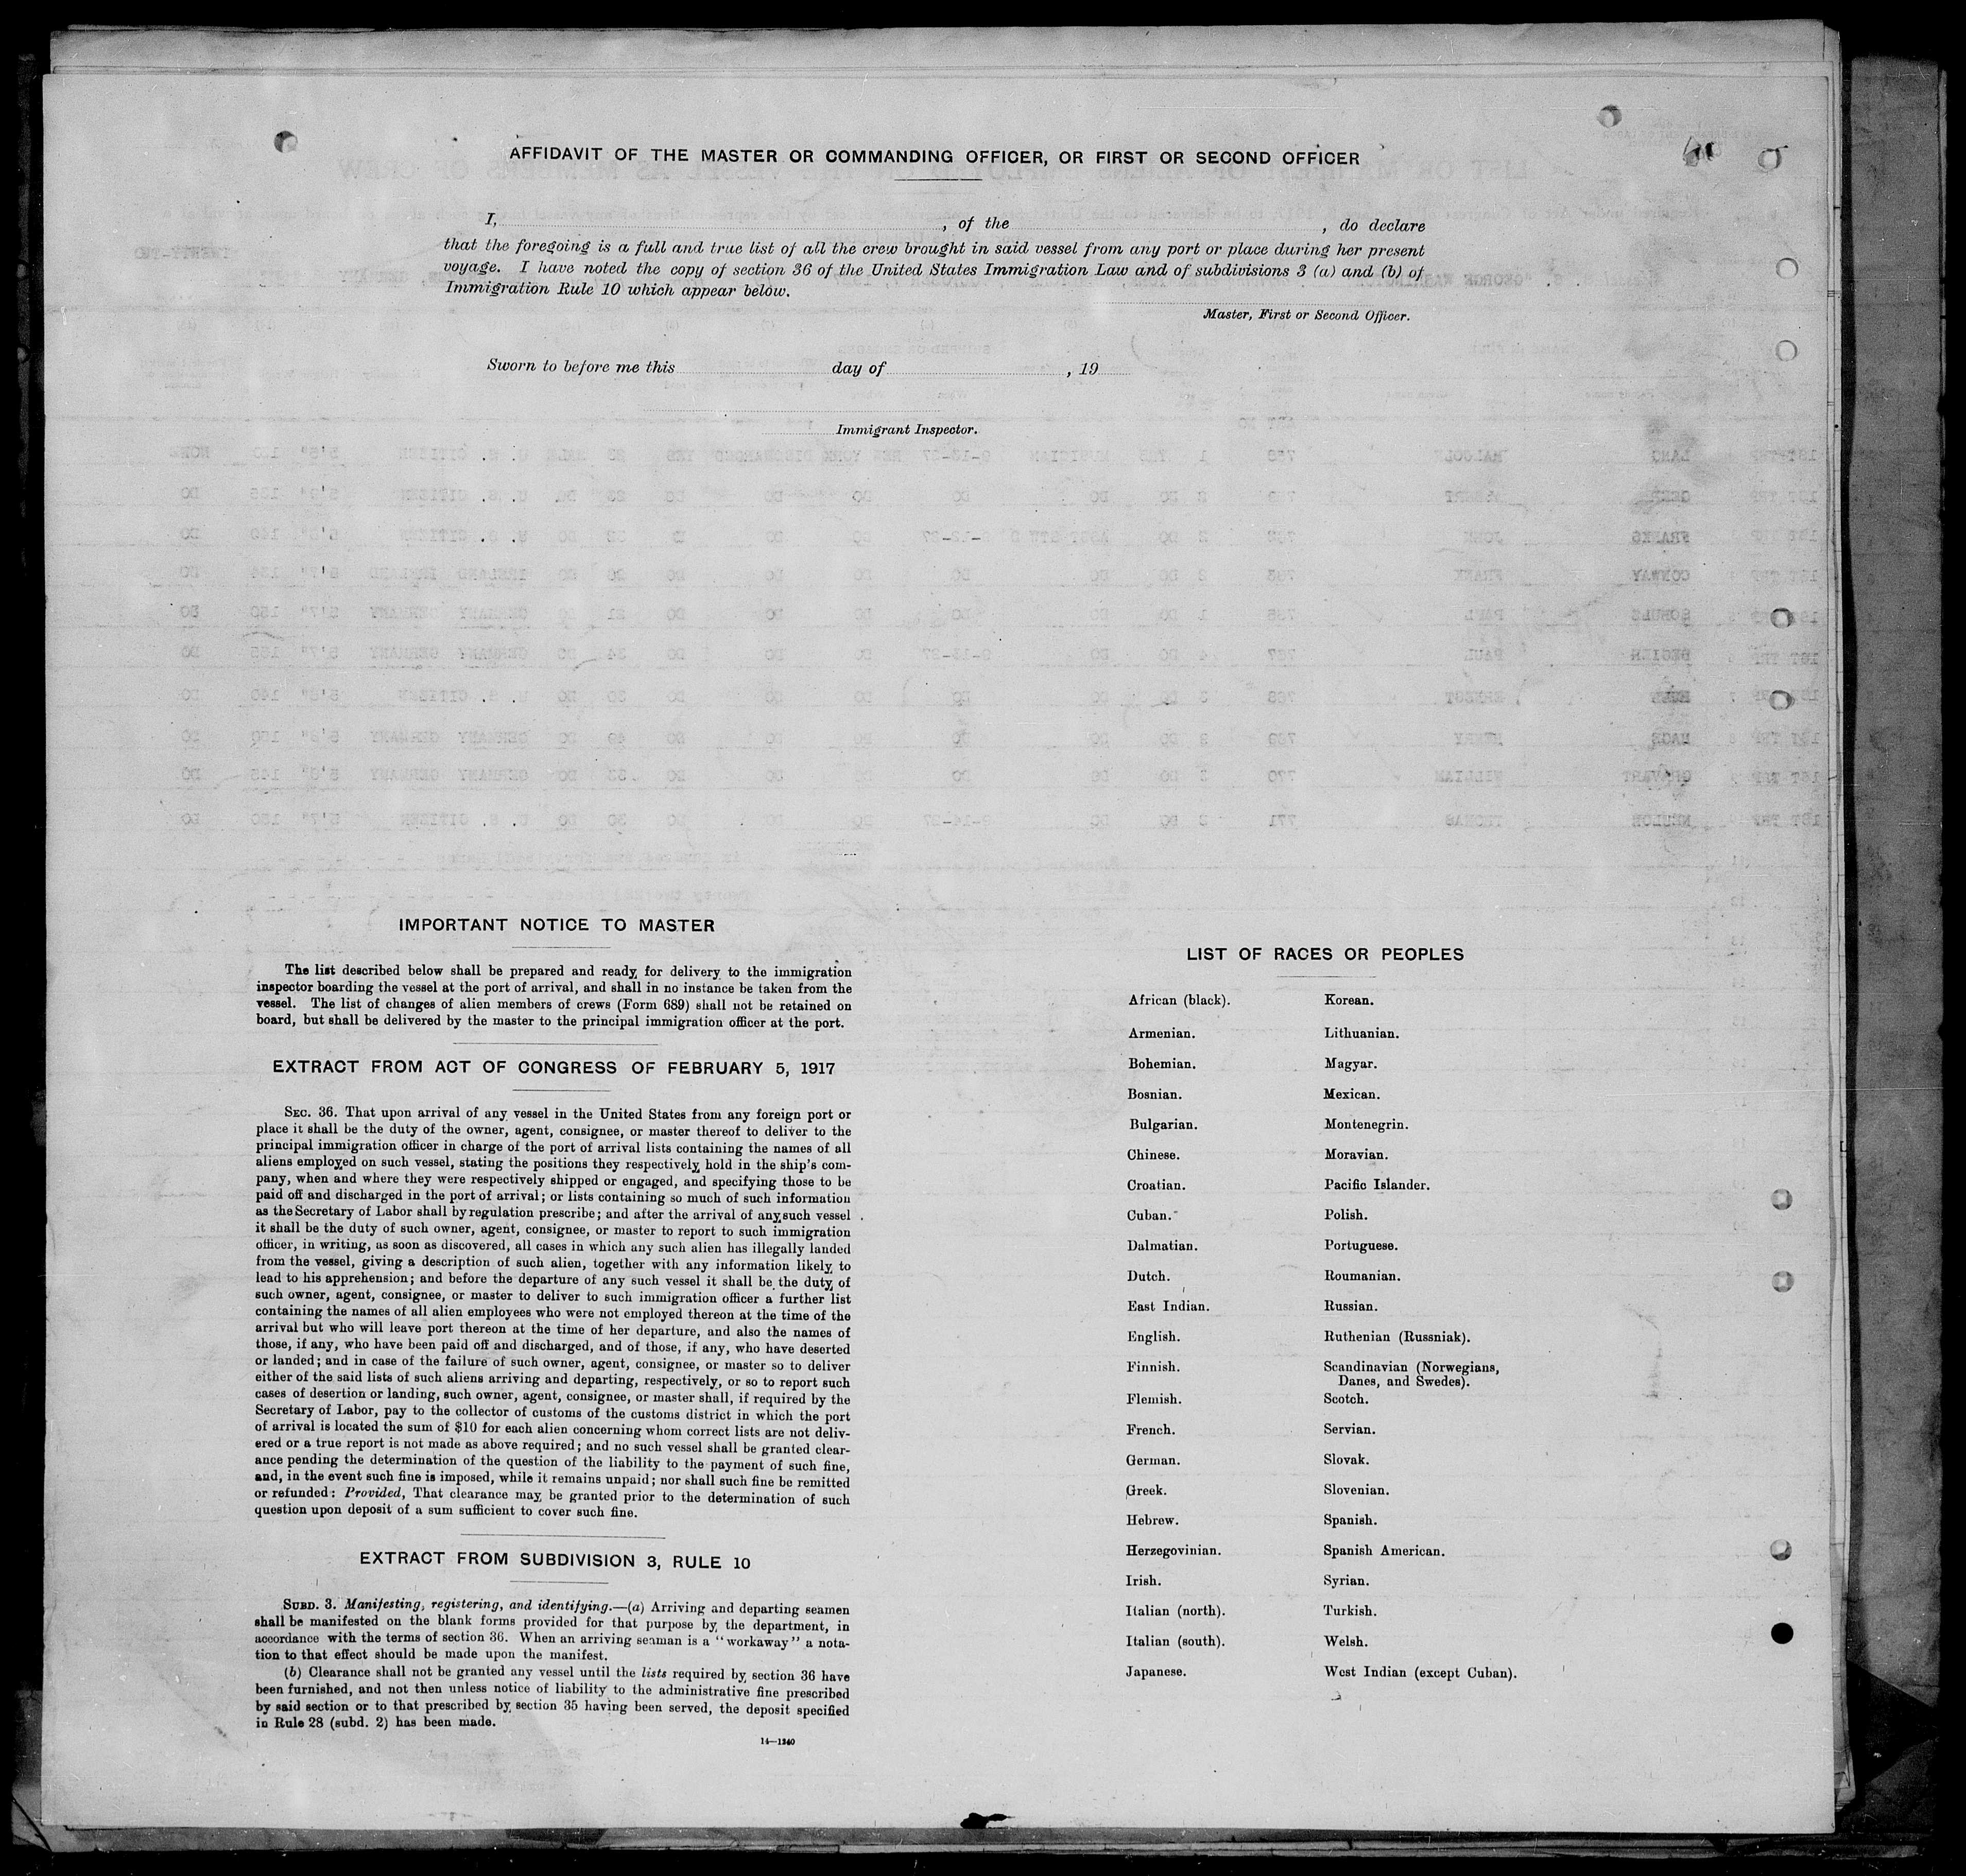 AFFIDAVIT OF THE MASTER OR COMMANDING OFFICER, OR FIRST OR SECOND OFFICER
I, , of the , do declare
that the foregoing is a full and true list of all the crew brought in said vessel from any port or place during her present
voyage. I have noted the copy of section 36 of the United States Immigration Law and of subdivisions 3 (a) and (b) of
Immigration Rule 10 which appear below.
Master, First or Second Officer.
Sworn to before me this day of , 19
Immigrant Inspector.
IMPORTANT NOTICE TO MASTER
The list described below shall be prepared and ready for delivery to the immigration
inspector boarding the vessel at the port of arrival, and shall in no instance be taken from the
vessel. The list of changes of alien members of crews (Form 689) shall not be retained on
board, but shall be delivered by the master to the principal immigration officer at the port.
EXTRACT FROM ACT OF CONGRESS OF FEBRUARY 5, 1917
SEC. 36. That upon arrival of any vessel in the United States from any foreign port or
place it shall be the duty of the owner, agent, consignee, or master thereof to deliver to the
principal immigration officer in charge of the port of arrival lists containing the names of all
aliens employed on such vessel, stating the positions they respectively hold in the ship's com-
pany, when and where they were respectively shipped or engaged, and specifying those to be
paid off and discharged in the port of arrival; or lists containing so much of such information
as the Secretary of Labor shall by regulation prescribe; and after the arrival of any such vessel
it shall be the duty of such owner, agent, consignee, or master to report to such immigration
officer, in writing, as soon as discovered, all cases in which any such alien has illegally landed
from the vessel, giving a description of such alien, together with any information likely to
lead to his apprehension; and before the departure of any such vessel it shall be the duty of
such owner, agent, consignee, or master to deliver to such immigration officer a further list
containing the names of all alien employees who were not employed thereon at the time of the
arrival but who will leave port thereon at the time of her departure, and also the names of
those, if any, who have been paid off and discharged, and of those, if any, who have deserted
or landed; and in case of the failure of such owner, agent, consignee, or master so to deliver
either of the said lists of such aliens arriving and departing, respectively, or so to report such
cases of desertion or landing, such owner, agent, consignee, or master shall, if required by the
Secretary of Labor, pay to the collector of customs of the customs district in which the port
of arrival is located the sum of $10 for each alien concerning whom correct lists are not deliv-
ered or a true report is not made as above required; and no such vessel shall be granted clear-
ance pending the determination of the question of the liability to the payment of such fine,
and, in the event such fine is imposed, while it remains unpaid; nor shall such fine be remitted
or refunded: Provided, That clearance may be granted prior to the determination of such
question upon deposit of a sum sufficient to cover such fine.
EXTRACT FROM SUBDIVISION 3, RULE 10
SUBD. 3. Manifesting, registering, and identifying.—(a) Arriving and departing seamen
shall be manifested on the blank forms provided for that purpose by the department, in
accordance with the terms of section 36. When an arriving seaman is a "workaway" a nota-
tion to that effect should be made upon the manifest.
(b) Clearance shall not be granted any vessel until the lists required by section 36 have
been furnished, and not then unless notice of liability to the administrative fine prescribed
by said section or to that prescribed by section 35 having been served, the deposit specified
in Rule 28 (subd. 2) has been made.
14—1240
LIST OF RACES OR PEOPLES
African (black). Korean.
Armenian. Lithuanian.
Bohemian. Magyar.
Bosnian. Mexican.
Bulgarian. Montenegrin.
Chinese. Moravian.
Croatian. Pacific Islander.
Cuban. Polish.
Dalmatian. Portuguese.
Dutch. Roumanian.
East Indian. Russian.
English. Ruthenian (Russniak).
Finnish. Scandinavian (Norwegians,
Danes, and Swedes).
Flemish. Scotch.
French. Servian.
German. Slovak.
Greek. Slovenian.
Hebrew. Spanish.
Herzegovinian. Spanish American.
Irish. Syrian.
Italian (north). Turkish.
Italian (south). Welsh.
Japanese. West Indian (except Cuban).